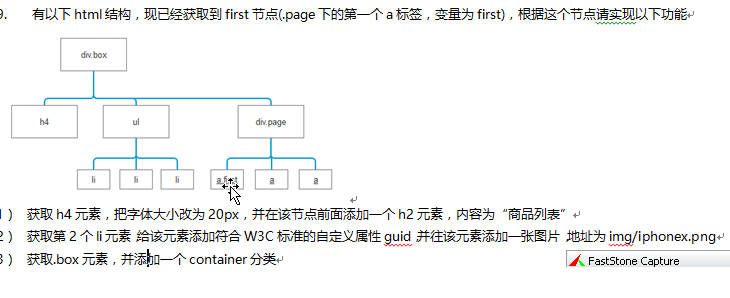 9. 有以下 html 结构，现已经获取到 first 节点(.page 下的第一个 a 标签，变量为 first)，根据这个节点请实现以下功能
div.box
h4
ul
div.page
li
li
li
a.first
a
a
1） 获取 h4 元素，把字体大小改为 20px，并在该节点前面添加一个 h2 元素，内容为“商品列表”
2） 获取第 2 个 li 元素,给该元素添加符合 W3C 标准的自定义属性 guid,并往该元素添加一张图片,地址为 img/iphonex.png
3） 获取.box 元素，并添加一个 container 分类
FastStone Capture